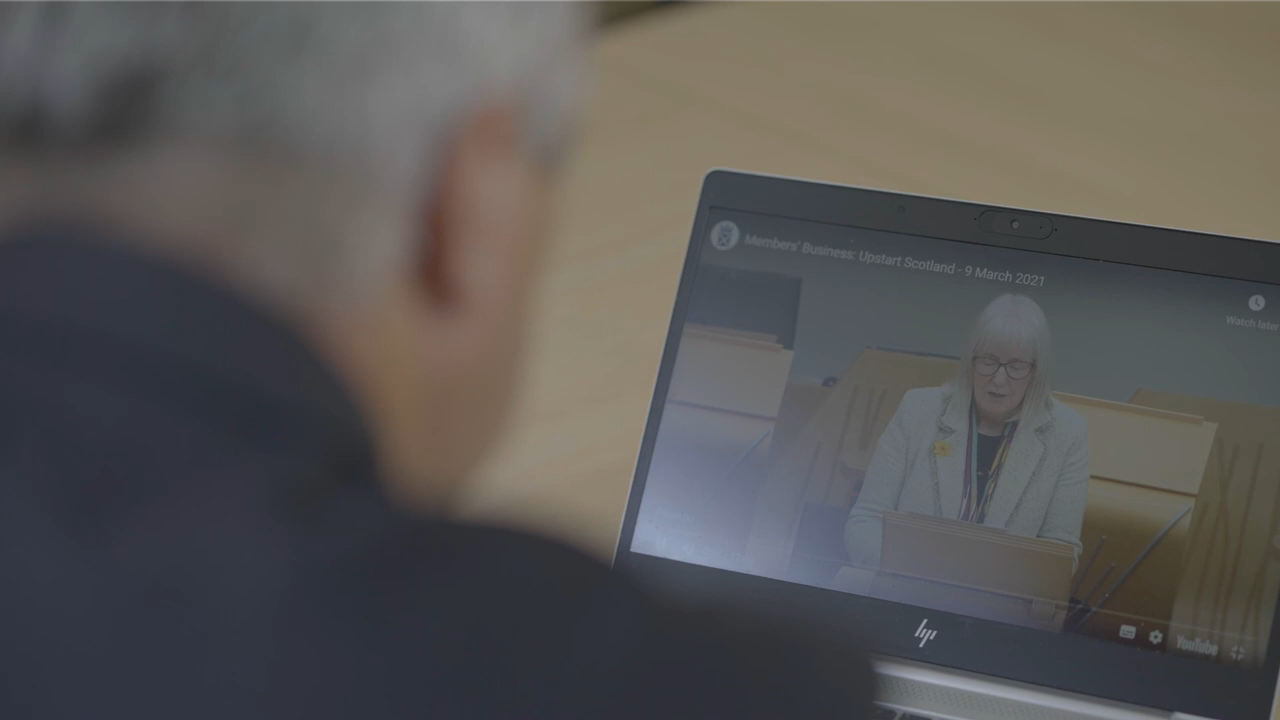 Members' Business: Upstart Scotland - 9 March 2021
Watch later
hp
YouTube